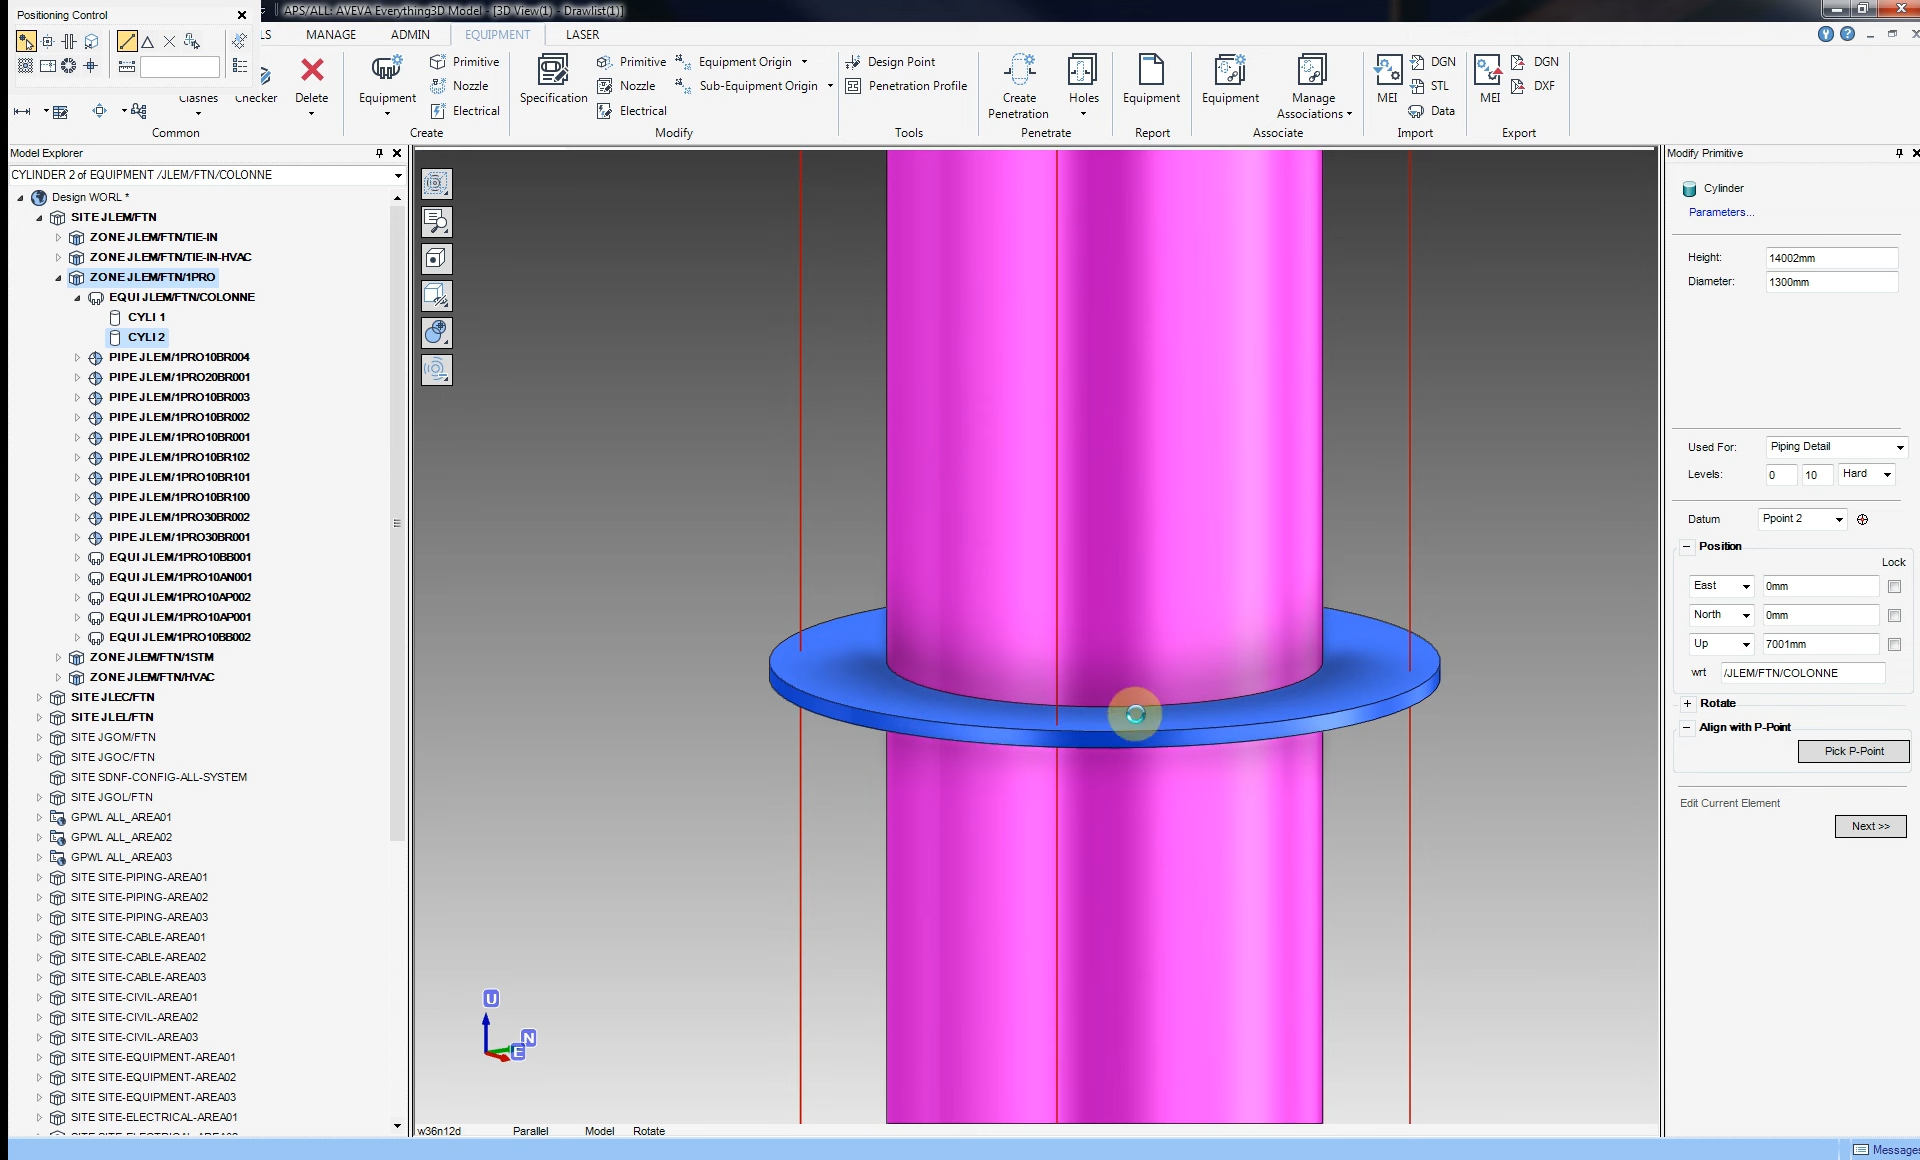 Positioning Control
APS/ALL: AVEVA Everything3D Model - [3D View(1) - Drawlist(1)]
LS MANAGE ADMIN EQUIPMENT LASER
Clashes Checker Delete
Common
Equipment Primitive Nozzle Electrical
Create
Specification Primitive Nozzle Electrical Equipment Origin Sub-Equipment Origin
Modify
Design Point Penetration Profile
Tools
Create Penetration Holes
Penetrate
Equipment
Report
Equipment Manage Associations
Associate
MEI DGN STL Data
Import
MEI DGN DXF
Export
Model Explorer
CYLINDER 2 of EQUIPMENT /JLEM/FTN/COLONNE
Design WORL *
SITE JLEM/FTN
ZONE JLEM/FTN/TIE-IN
ZONE JLEM/FTN/TIE-IN-HVAC
ZONE JLEM/FTN/1PRO
EQUI JLEM/FTN/COLONNE
CYLI 1
CYLI 2
PIPE JLEM/1PRO10BR004
PIPE JLEM/1PRO20BR001
PIPE JLEM/1PRO10BR003
PIPE JLEM/1PRO10BR002
PIPE JLEM/1PRO10BR001
PIPE JLEM/1PRO10BR102
PIPE JLEM/1PRO10BR101
PIPE JLEM/1PRO10BR100
PIPE JLEM/1PRO30BR002
PIPE JLEM/1PRO30BR001
EQUI JLEM/1PRO10BB001
EQUI JLEM/1PRO10AN001
EQUI JLEM/1PRO10AP002
EQUI JLEM/1PRO10AP001
EQUI JLEM/1PRO10BB002
ZONE JLEM/FTN/1STM
ZONE JLEM/FTN/HVAC
SITE JLEC/FTN
SITE JLEL/FTN
SITE JGOM/FTN
SITE JGOC/FTN
SITE SDNF-CONFIG-ALL-SYSTEM
SITE JGOL/FTN
GPWL ALL_AREA01
GPWL ALL_AREA02
GPWL ALL_AREA03
SITE SITE-PIPING-AREA01
SITE SITE-PIPING-AREA02
SITE SITE-PIPING-AREA03
SITE SITE-CABLE-AREA01
SITE SITE-CABLE-AREA02
SITE SITE-CABLE-AREA03
SITE SITE-CIVIL-AREA01
SITE SITE-CIVIL-AREA02
SITE SITE-CIVIL-AREA03
SITE SITE-EQUIPMENT-AREA01
SITE SITE-EQUIPMENT-AREA02
SITE SITE-EQUIPMENT-AREA03
SITE SITE-ELECTRICAL-AREA01
U
N
E
w36n12d Parallel Model Rotate
Modify Primitive
Cylinder
Parameters...
Height: 14002mm
Diameter: 1300mm
Used For: Piping Detail
Levels: 0 10 Hard
Datum Ppoint 2
Position
Lock
East 0mm
North 0mm
Up 7001mm
wrt /JLEM/FTN/COLONNE
Rotate
Align with P-Point
Pick P-Point
Edit Current Element
Next >>
Messages